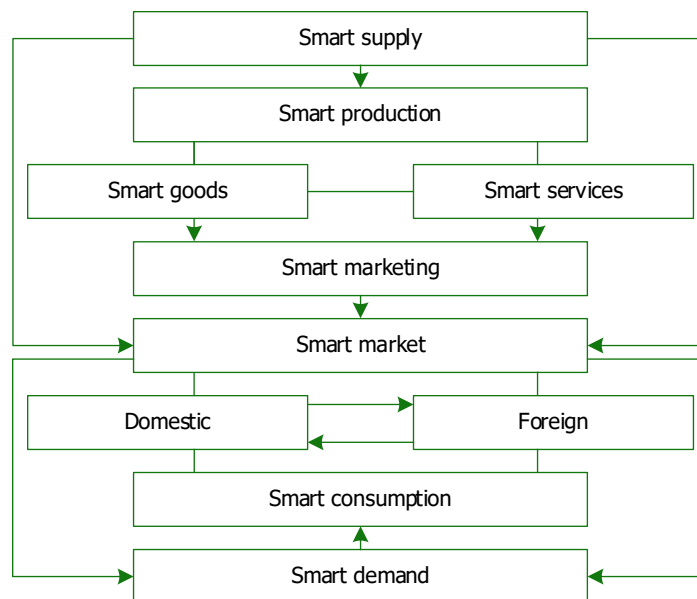 Smart supply
Smart production
Smart goods
Smart services
Smart marketing
Smart market
Domestic
Foreign
Smart consumption
Smart demand